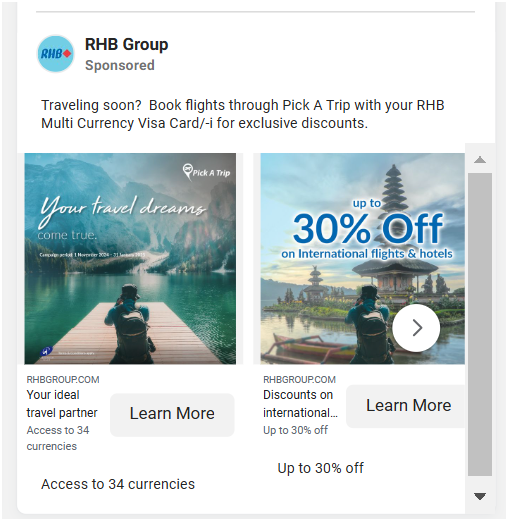 RHB
RHB Group
Sponsored
Traveling soon?  Book flights through Pick A Trip with your RHB
Multi Currency Visa Card/-i for exclusive discounts.
Pick A Trip
Your travel dreams
come true.
Campaign period: 1 November 2024 - 31 January 2025
up to
30% Off
on International flights & hotels
RHBGROUP.COM
Your ideal
travel partner
Access to 34
currencies
Learn More
Access to 34 currencies
RHBGROUP.COM
Discounts on
international...
Up to 30% off
Learn More
Up to 30% off